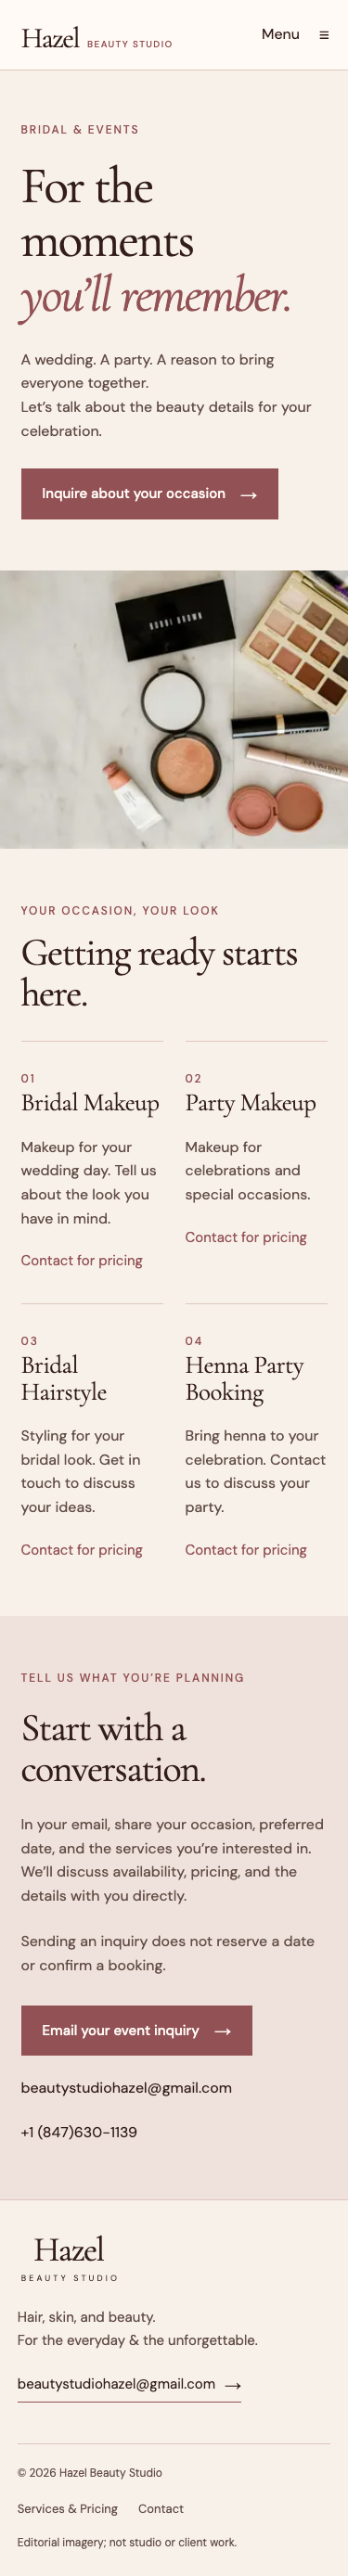 Hazel BEAUTY STUDIO
Menu ≡
BRIDAL & EVENTS
For the
moments
you’ll remember.
A wedding. A party. A reason to bring
everyone together.
Let’s talk about the beauty details for your
celebration.
Inquire about your occasion →
BOBBI BROWN
YOUR OCCASION, YOUR LOOK
Getting ready starts
here.
01
Bridal Makeup
Makeup for your
wedding day. Tell us
about the look you
have in mind.
Contact for pricing
02
Party Makeup
Makeup for
celebrations and
special occasions.
Contact for pricing
03
Bridal
Hairstyle
Styling for your
bridal look. Get in
touch to discuss
your ideas.
Contact for pricing
04
Henna Party
Booking
Bring henna to your
celebration. Contact
us to discuss your
party.
Contact for pricing
TELL US WHAT YOU’RE PLANNING
Start with a
conversation.
In your email, share your occasion, preferred
date, and the services you’re interested in.
We’ll discuss availability, pricing, and the
details with you directly.
Sending an inquiry does not reserve a date
or confirm a booking.
Email your event inquiry →
beautystudiohazel@gmail.com
+1 (847)630-1139
Hazel
BEAUTY STUDIO
Hair, skin, and beauty.
For the everyday & the unforgettable.
beautystudiohazel@gmail.com →
© 2026 Hazel Beauty Studio
Services & Pricing Contact
Editorial imagery; not studio or client work.